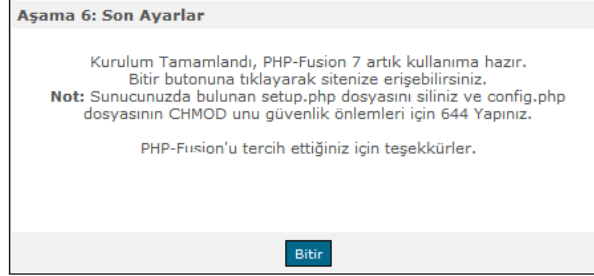 Aşama 6: Son Ayarlar
Kurulum Tamamlandı, PHP-Fusion 7 artık kullanıma hazır.
Bitir butonuna tıklayarak sitenize erişebilirsiniz.
Not: Sunucunuzda bulunan setup.php dosyasını siliniz ve config.php
dosyasının CHMOD unu güvenlik önlemleri için 644 Yapınız.
PHP-Fusion'u tercih ettiğiniz için teşekkürler.
Bitir